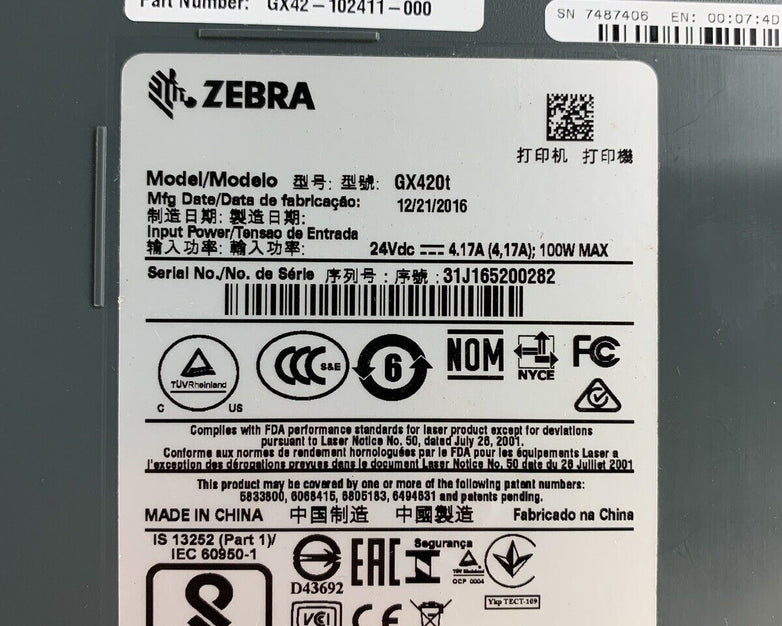 Part Number: GX42-102411-000
SN 7487406 EN: 00:07:4D
ZEBRA
打印机 打印機
Model/Modelo 型号: 型號: GX420t
Mfg Date/Data de fabricação: 12/21/2016
制造日期: 製造日期:
Input Power/Tensao de Entrada
输入功率: 輸入功率: 24Vdc 4.17A (4,17A); 100W MAX
Serial No./No. de Série 序列号 : 序號 : 31J165200282
TÜVRheinland
C US
CCC S&E
6
NOM
NYCE
FC
Complies with FDA performance standards for laser product except for deviations
pursuant to Laser Notice No. 50, dated July 26, 2001.
Conforme aux normes de rendement homologuées par le FDA pour les équipements Laser a
l'exception des dérogations prevues dans le document Laser Notice No. 50 date du 26 Juillet 2001
This product may be covered by one or more of the following patent numbers:
5833800, 6068415, 6805183, 6494631 and patents pending.
MADE IN CHINA 中国制造 中國製造 Fabricado na China
IS 13252 (Part 1)/
IEC 60950-1
D43692
EAC
Segurança
TÜV Rheinland
OCP 0004
Укр ТЕСТ-109
VCCI
CE